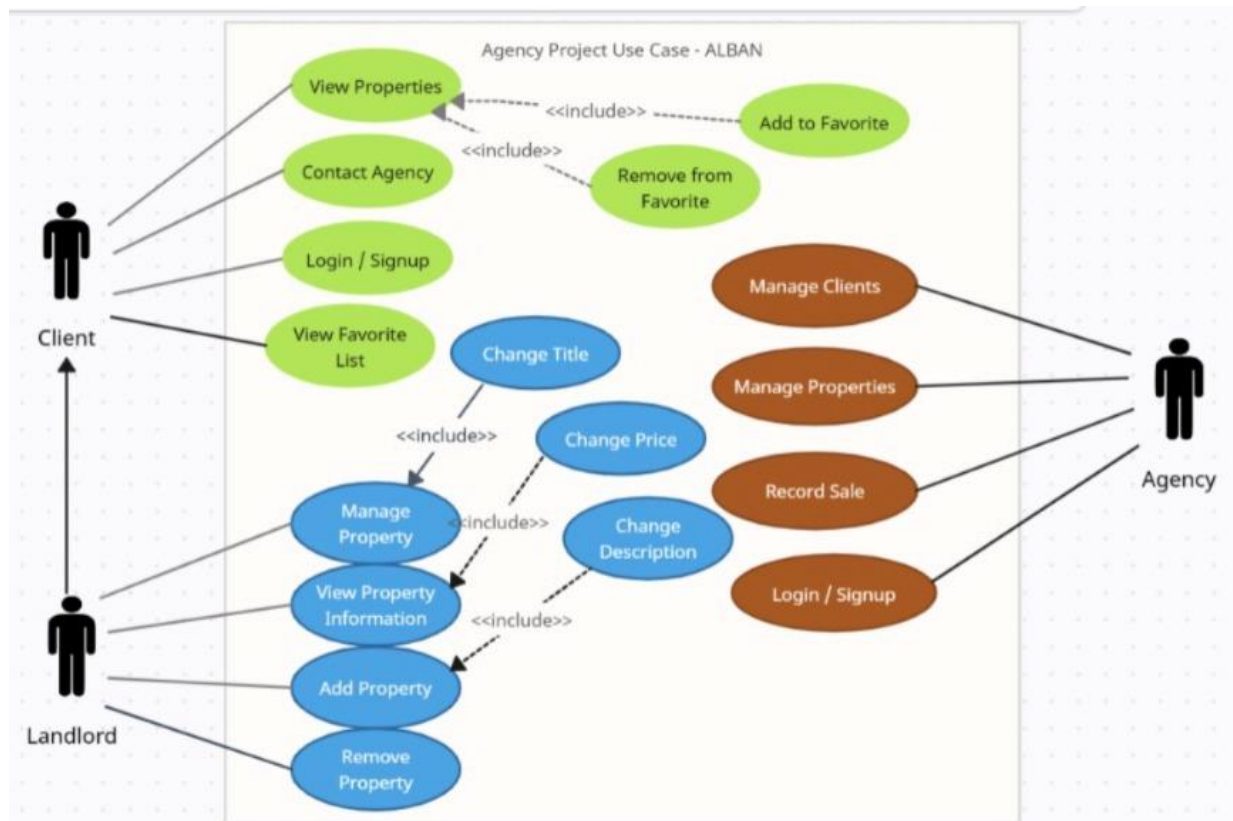 Agency Project Use Case - ALBAN
View Properties
<<include>>
Add to Favorite
<<include>>
Remove from
Favorite
Contact Agency
Login / Signup
View Favorite
List
Client
Manage Clients
Manage Properties
Record Sale
Login / Signup
Agency
Change Title
<<include>>
Change Price
Manage
Property
<<include>>
Change
Description
View Property
Information
<<include>>
Add Property
Remove
Property
Landlord